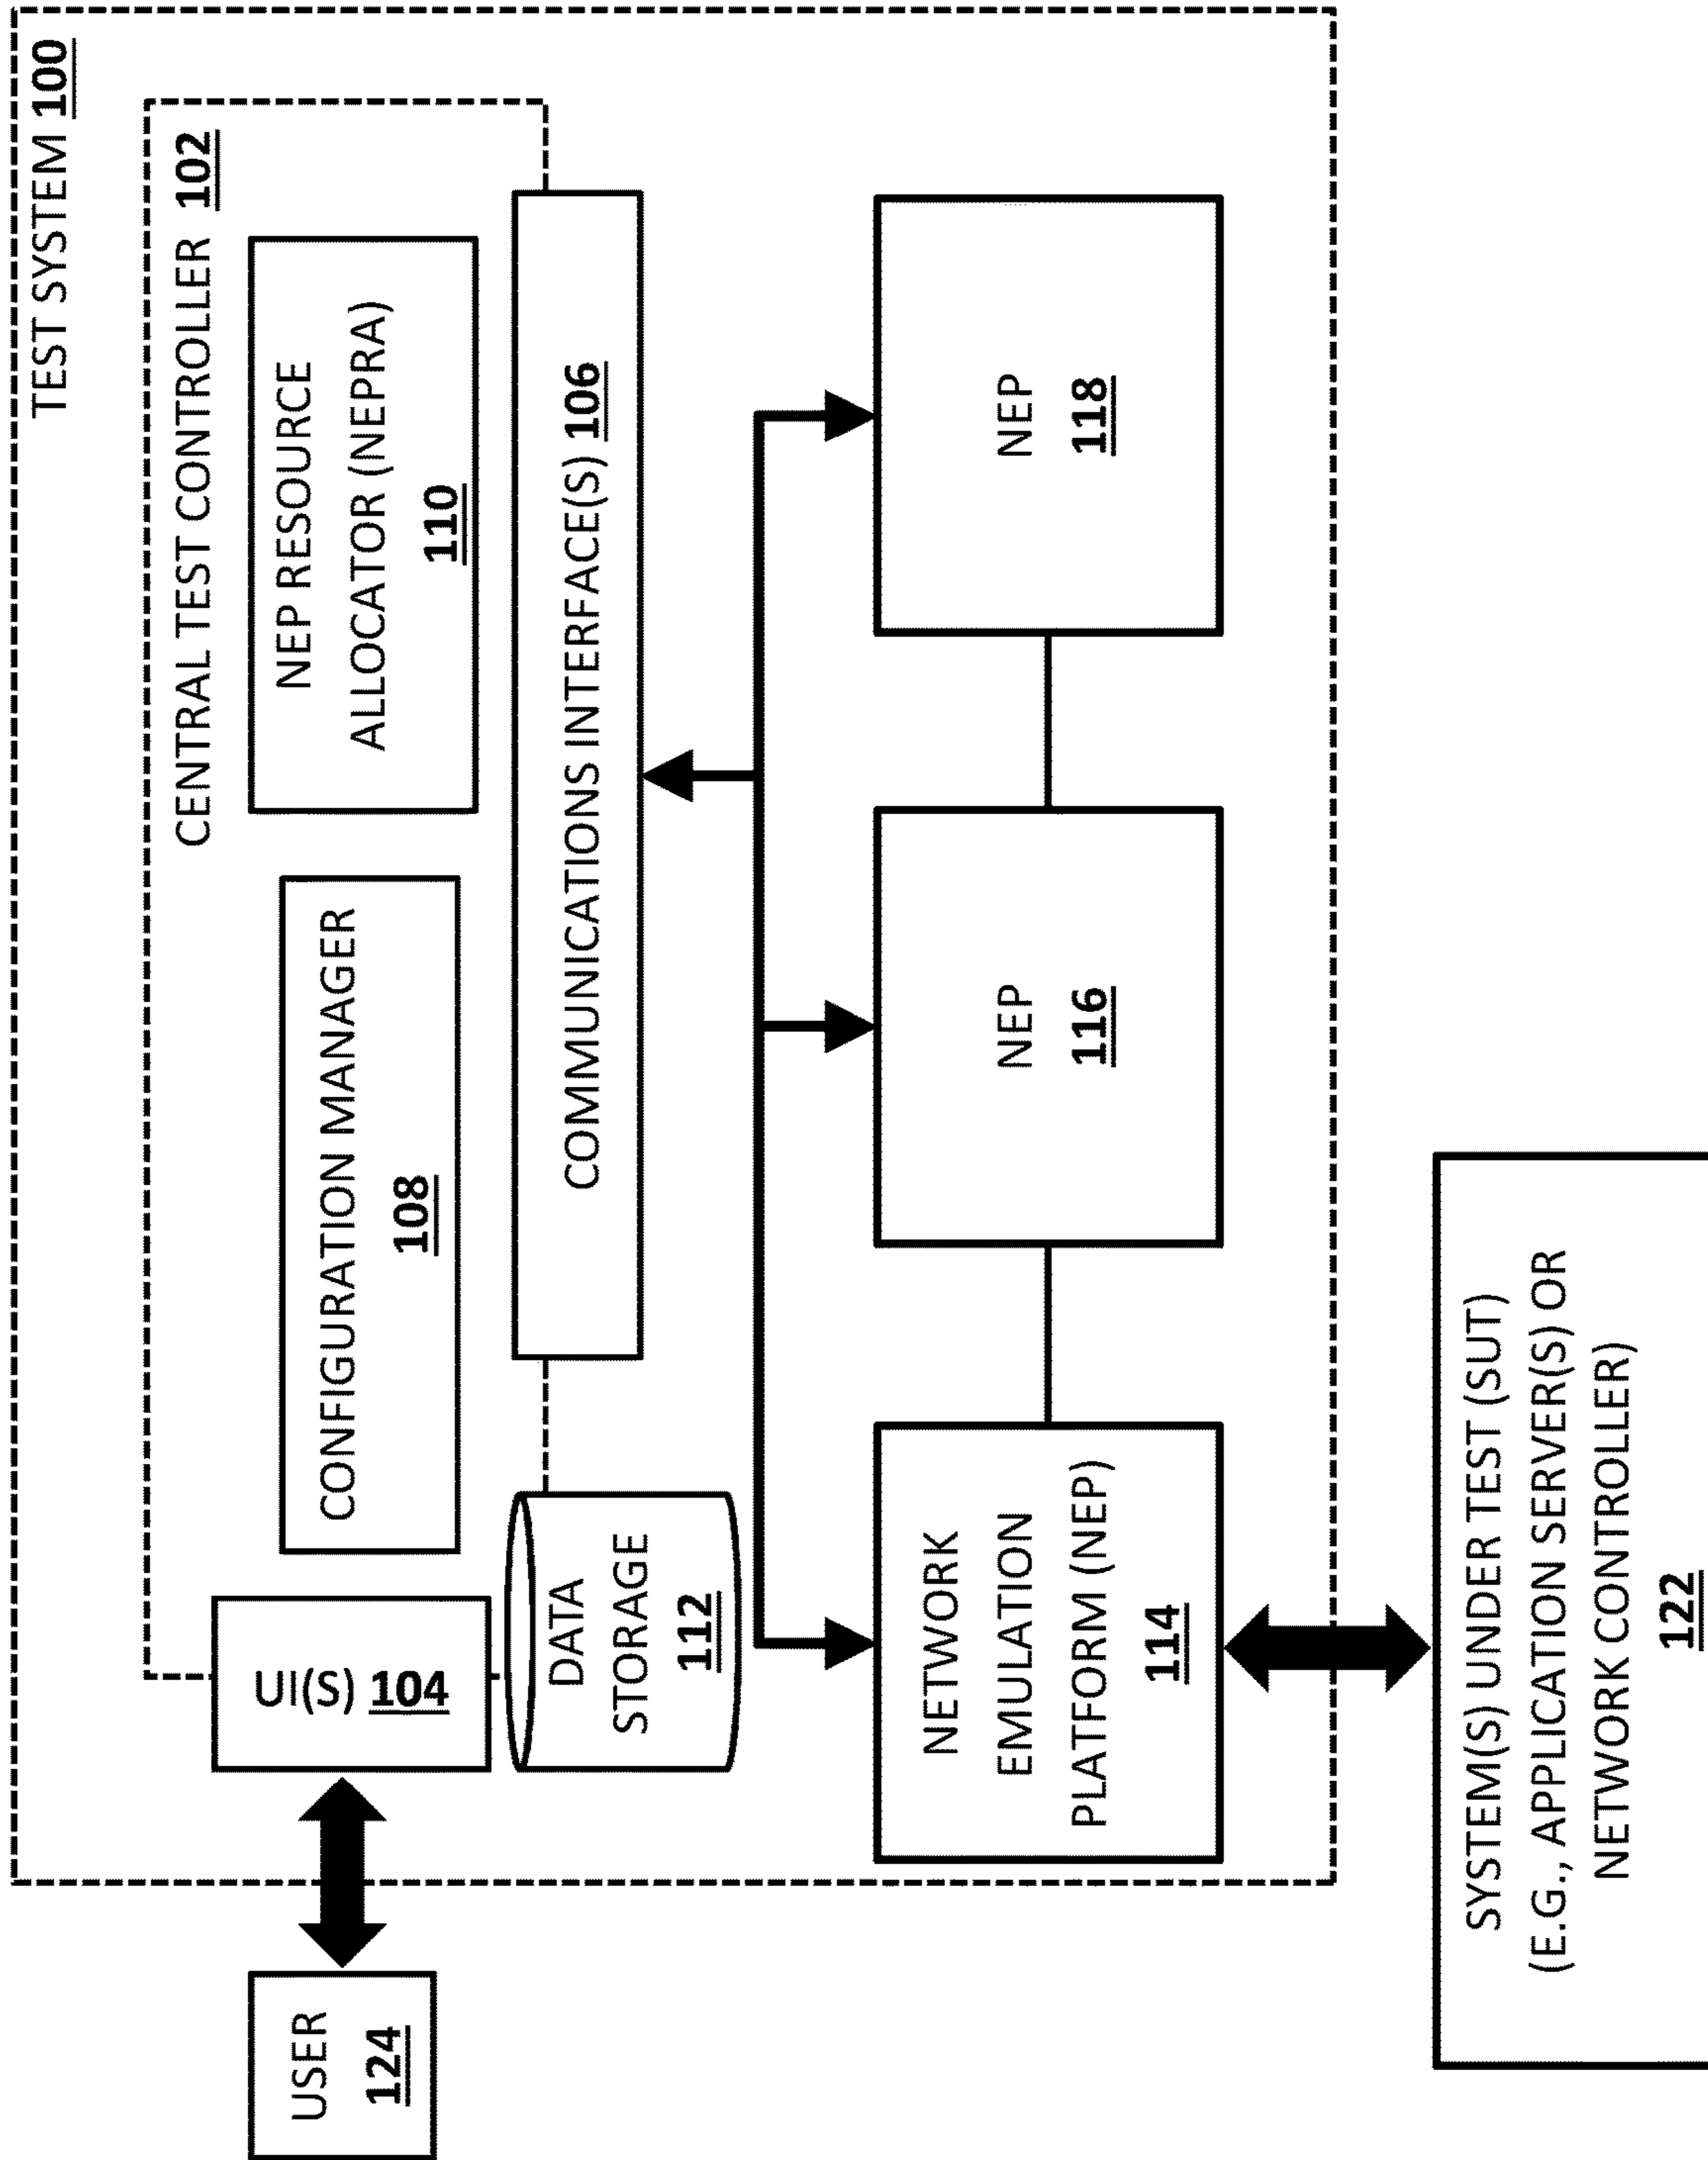 TEST SYSTEM 100
CENTRAL TEST CONTROLLER 102
USER
124
UI(S) 104
CONFIGURATION MANAGER
108
NEP RESOURCE
ALLOCATOR (NEPRA)
110
DATA
STORAGE
112
COMMUNICATIONS INTERFACE(S) 106
NETWORK
EMULATION
PLATFORM (NEP)
114
NEP
116
NEP
118
SYSTEM(S) UNDER TEST (SUT)
(E.G., APPLICATION SERVER(S) OR
NETWORK CONTROLLER)
122